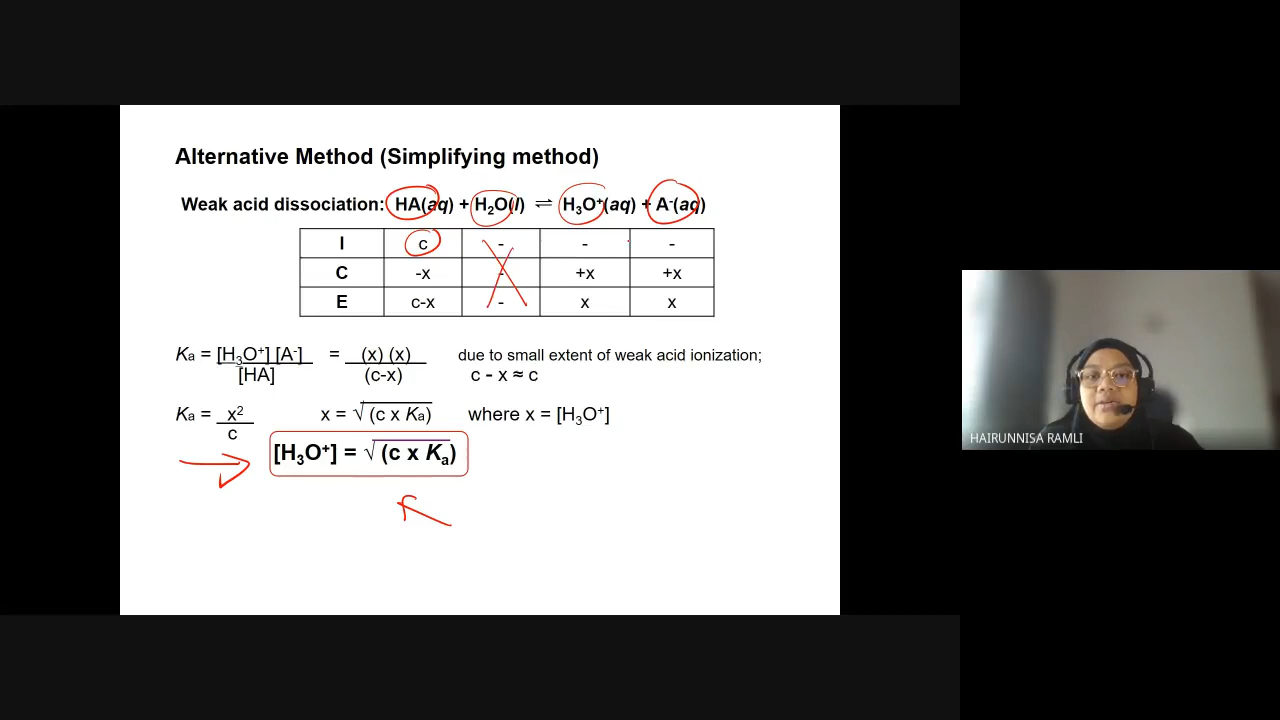 Alternative Method (Simplifying method)
Weak acid dissociation: HA(aq) + H₂O(l) ⇌ H₃O⁺(aq) + A⁻(aq)
I c - - -
C -x - +x +x
E c-x - x x
Ka = [H₃O⁺] [A⁻] = (x) (x) due to small extent of weak acid ionization;
[HA] (c-x) c - x ≈ c
Ka = x² x = √(c x Ka) where x = [H₃O⁺]
c
[H₃O⁺] = √(c x Ka)
HAIRUNNISA RAMLI